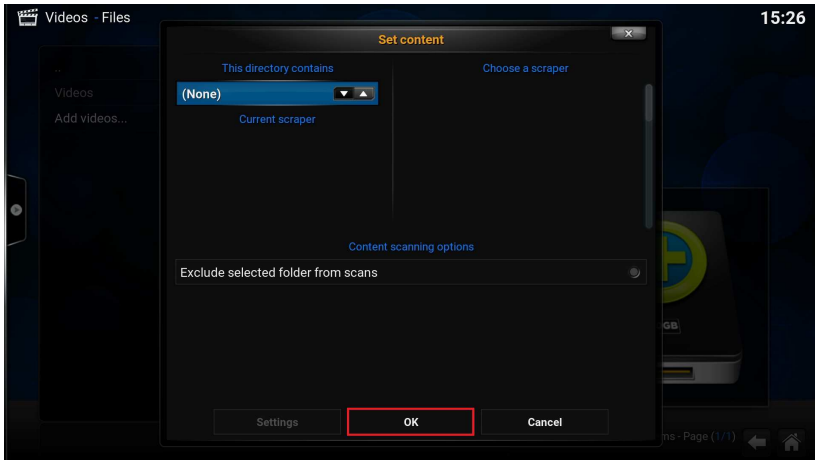 Videos - Files
15:26
Set content
This directory contains
Choose a scraper
..
Videos
(None)
Add videos...
Current scraper
Content scanning options
Exclude selected folder from scans
GB
Settings
OK
Cancel
ms - Page (1/1)